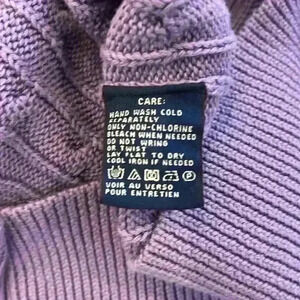 CARE:
HAND WASH COLD
SEPARATELY
ONLY NON-CHLORINE
BLEACH WHEN NEEDED
DO NOT WRING
OR TWIST
LAY FLAT TO DRY
COOL IRON IF NEEDED
VOIR AU VERSO
POUR ENTRETIEN